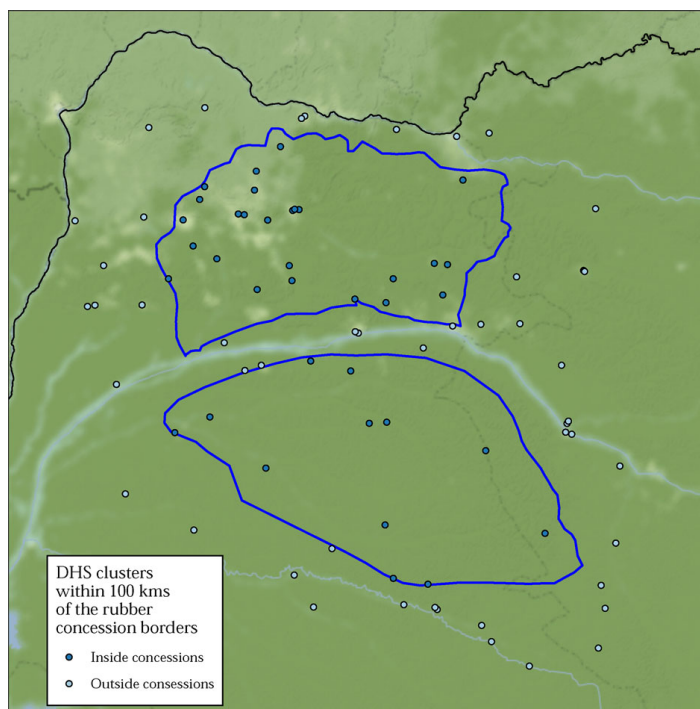 DHS clusters
within 100 kms
of the rubber
concession borders
Inside concessions
Outside consessions